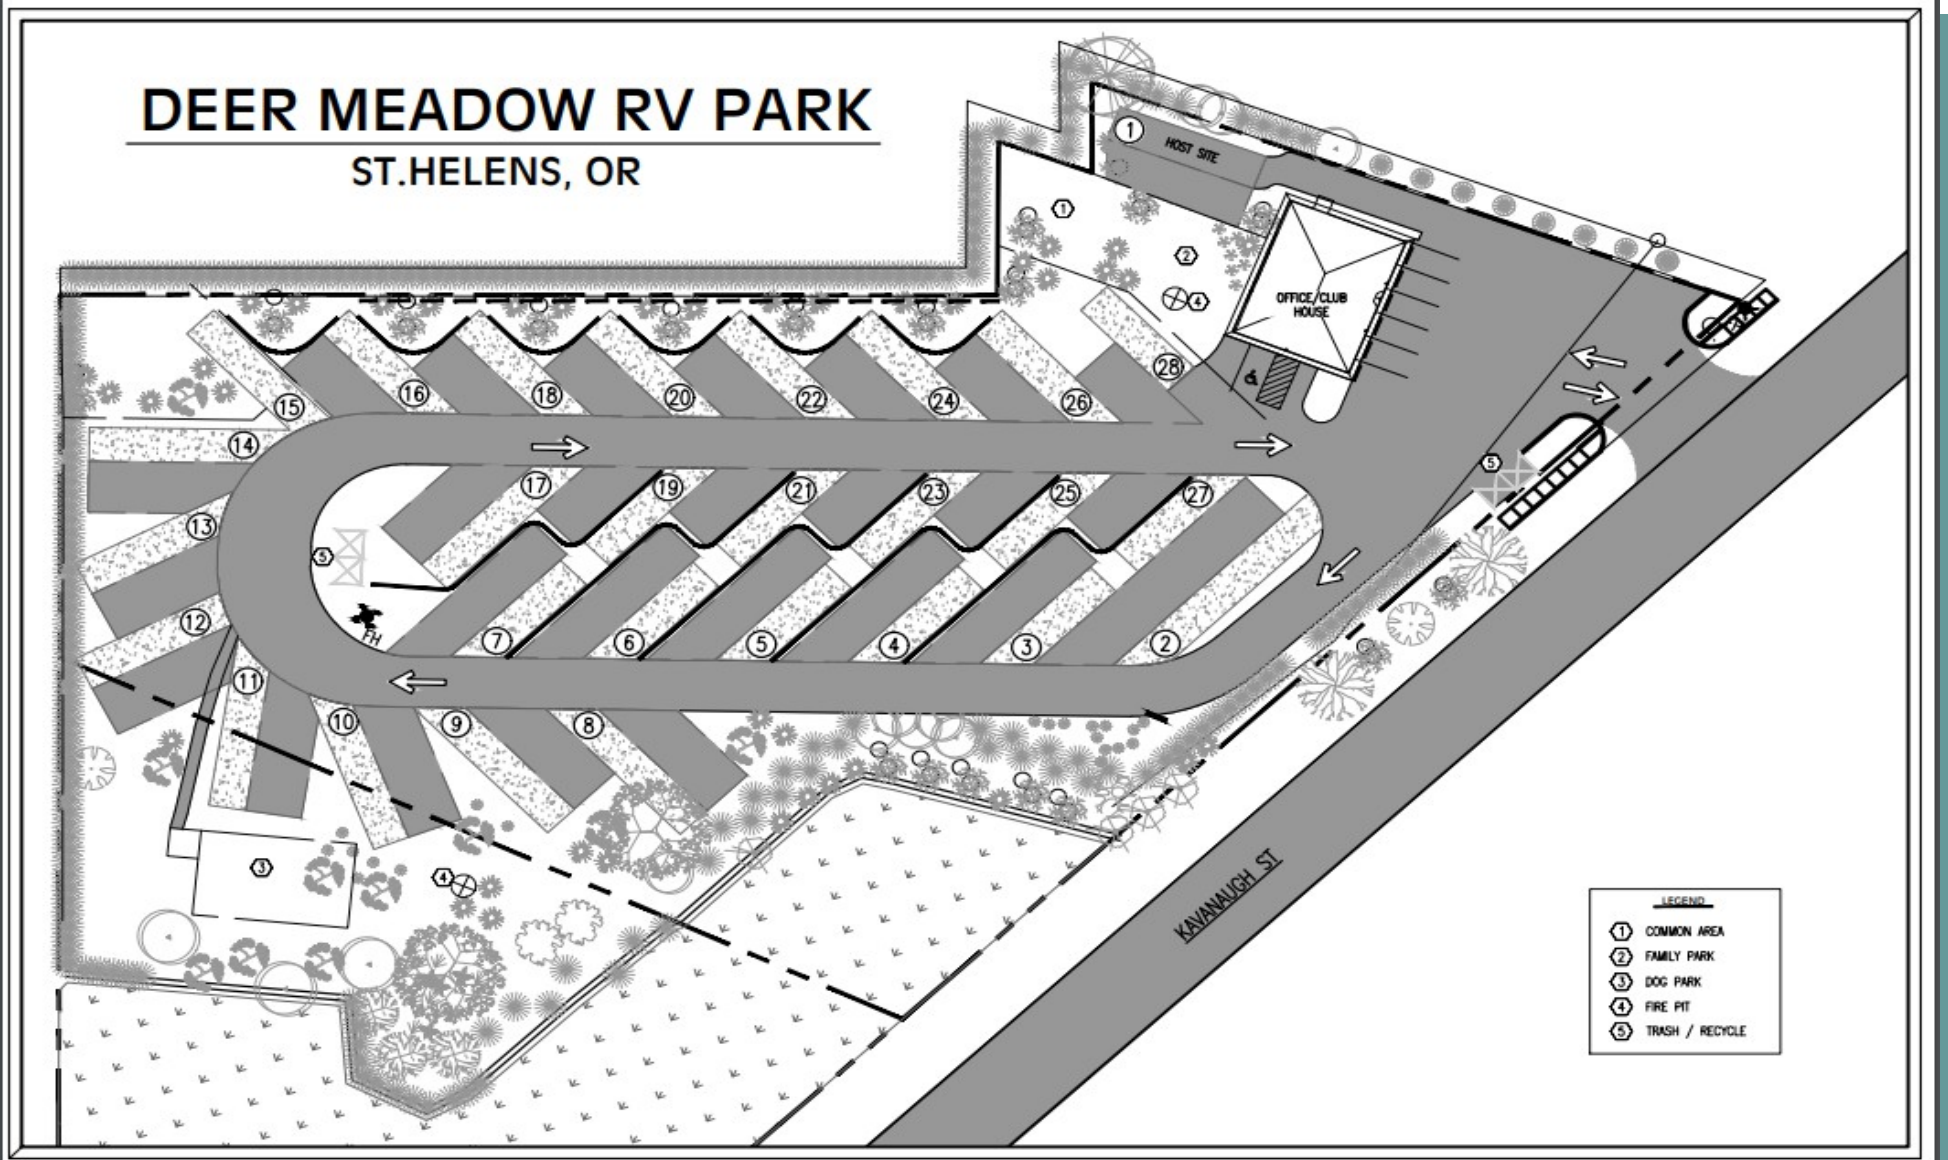 DEER MEADOW RV PARK
ST.HELENS, OR
1
HOST SITE
1
2
4
OFFICE/CLUB
HOUSE
28
15
16
18
20
22
24
26
14
17
19
21
23
25
27
5
13
5
FH
12
7
6
5
4
3
2
11
10
9
8
3
4
KAVANAUGH ST
LEGEND
1 COMMON AREA
2 FAMILY PARK
3 DOG PARK
4 FIRE PIT
5 TRASH / RECYCLE